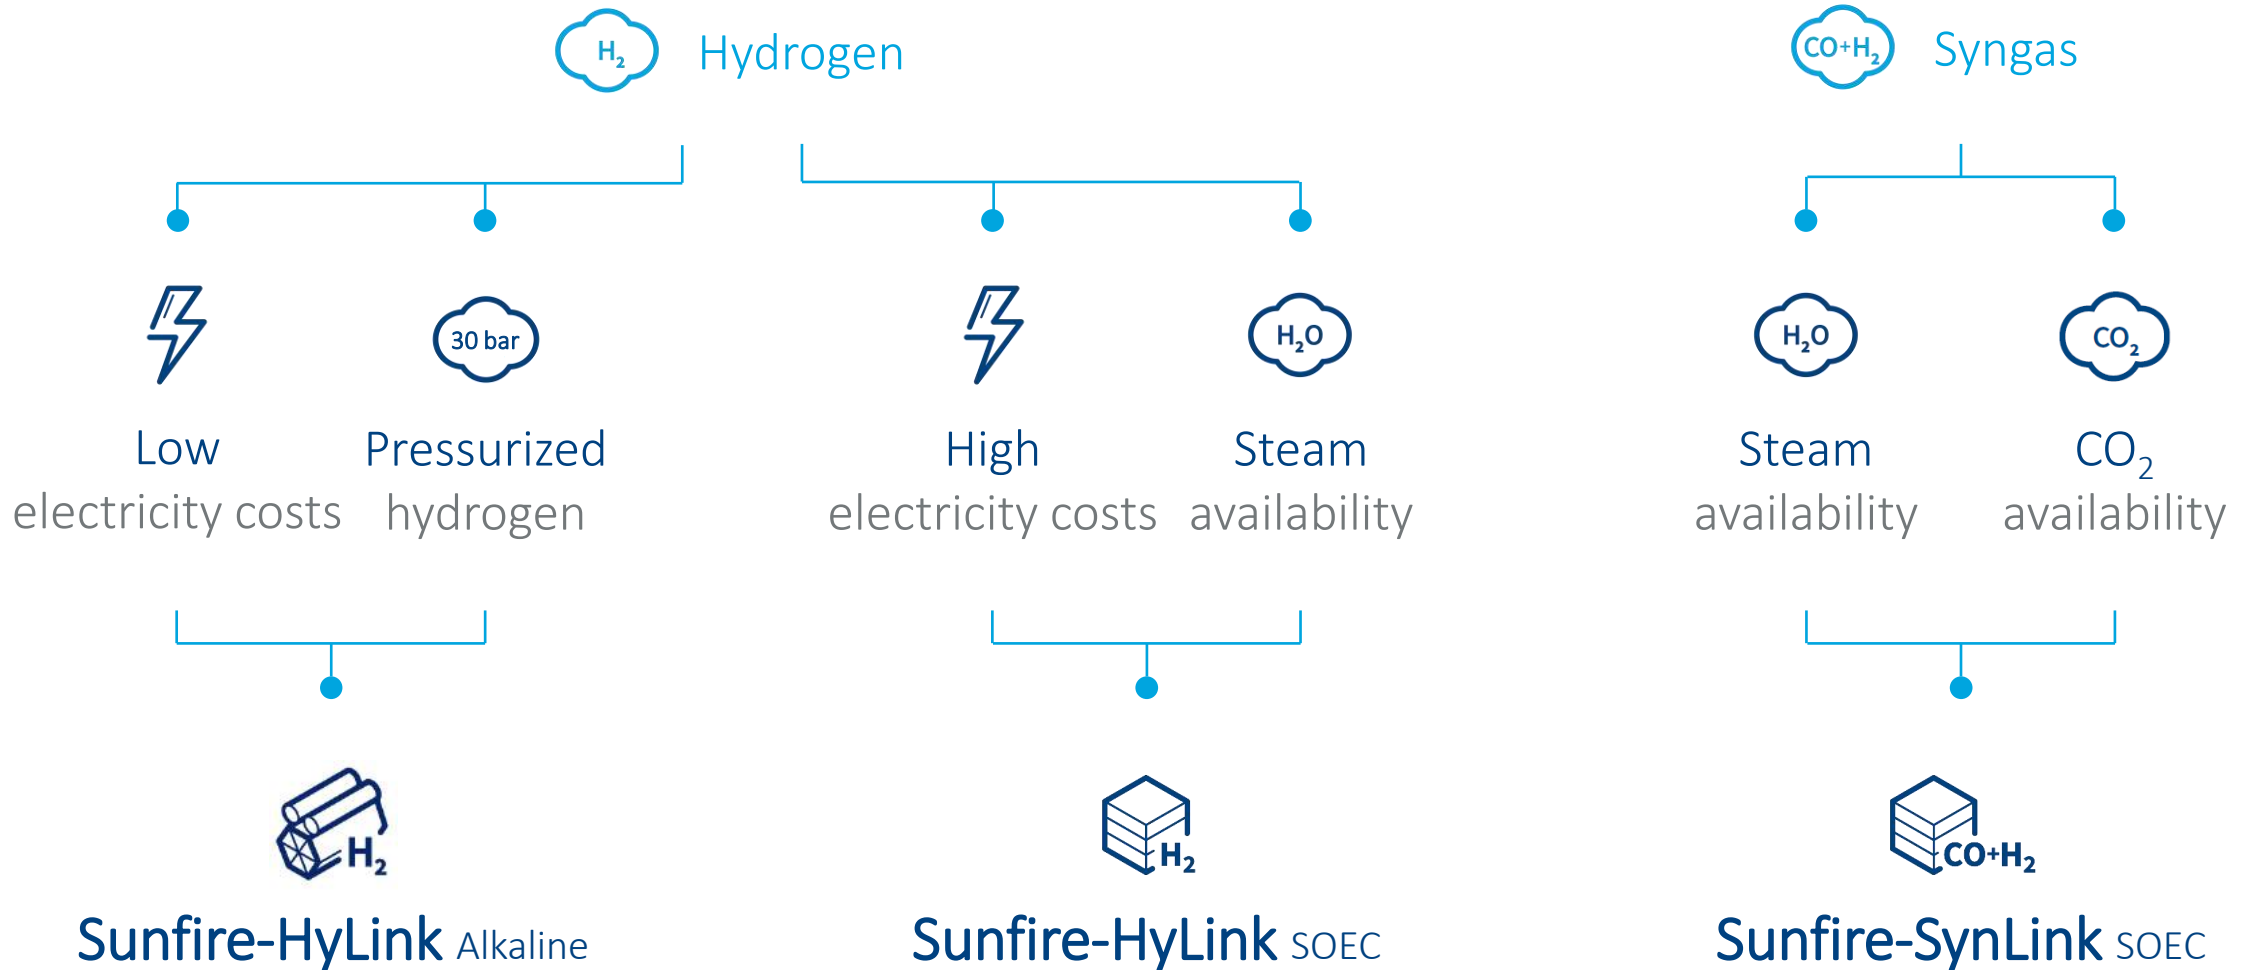 H₂ Hydrogen
CO+H₂ Syngas
30 bar
H₂O
H₂O
CO₂
Low
electricity costs
Pressurized
hydrogen
High
electricity costs
Steam
availability
Steam
availability
CO₂
availability
H₂
H₂
CO+H₂
Sunfire-HyLink Alkaline
Sunfire-HyLink SOEC
Sunfire-SynLink SOEC